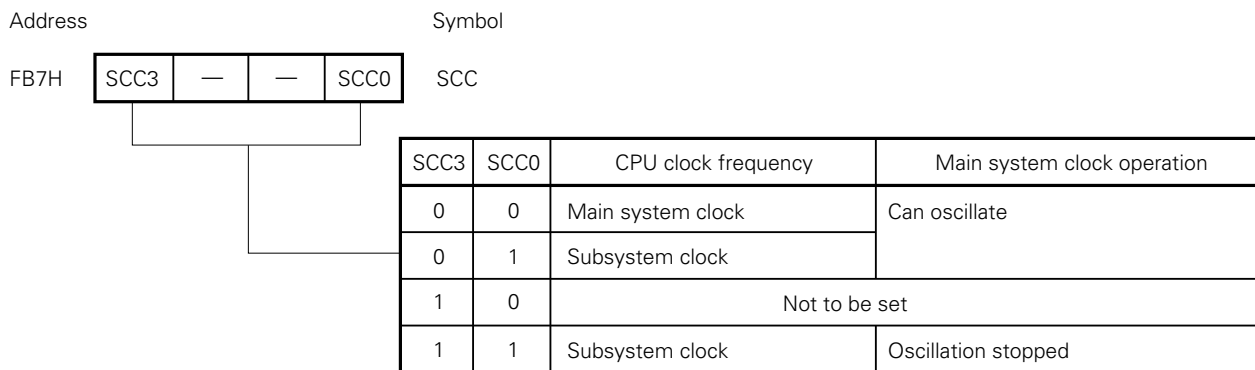 Address Symbol
FB7H SCC3 — — SCC0 SCC
SCC3 SCC0 CPU clock frequency Main system clock operation
0 0 Main system clock Can oscillate
0 1 Subsystem clock
1 0 Not to be set
1 1 Subsystem clock Oscillation stopped